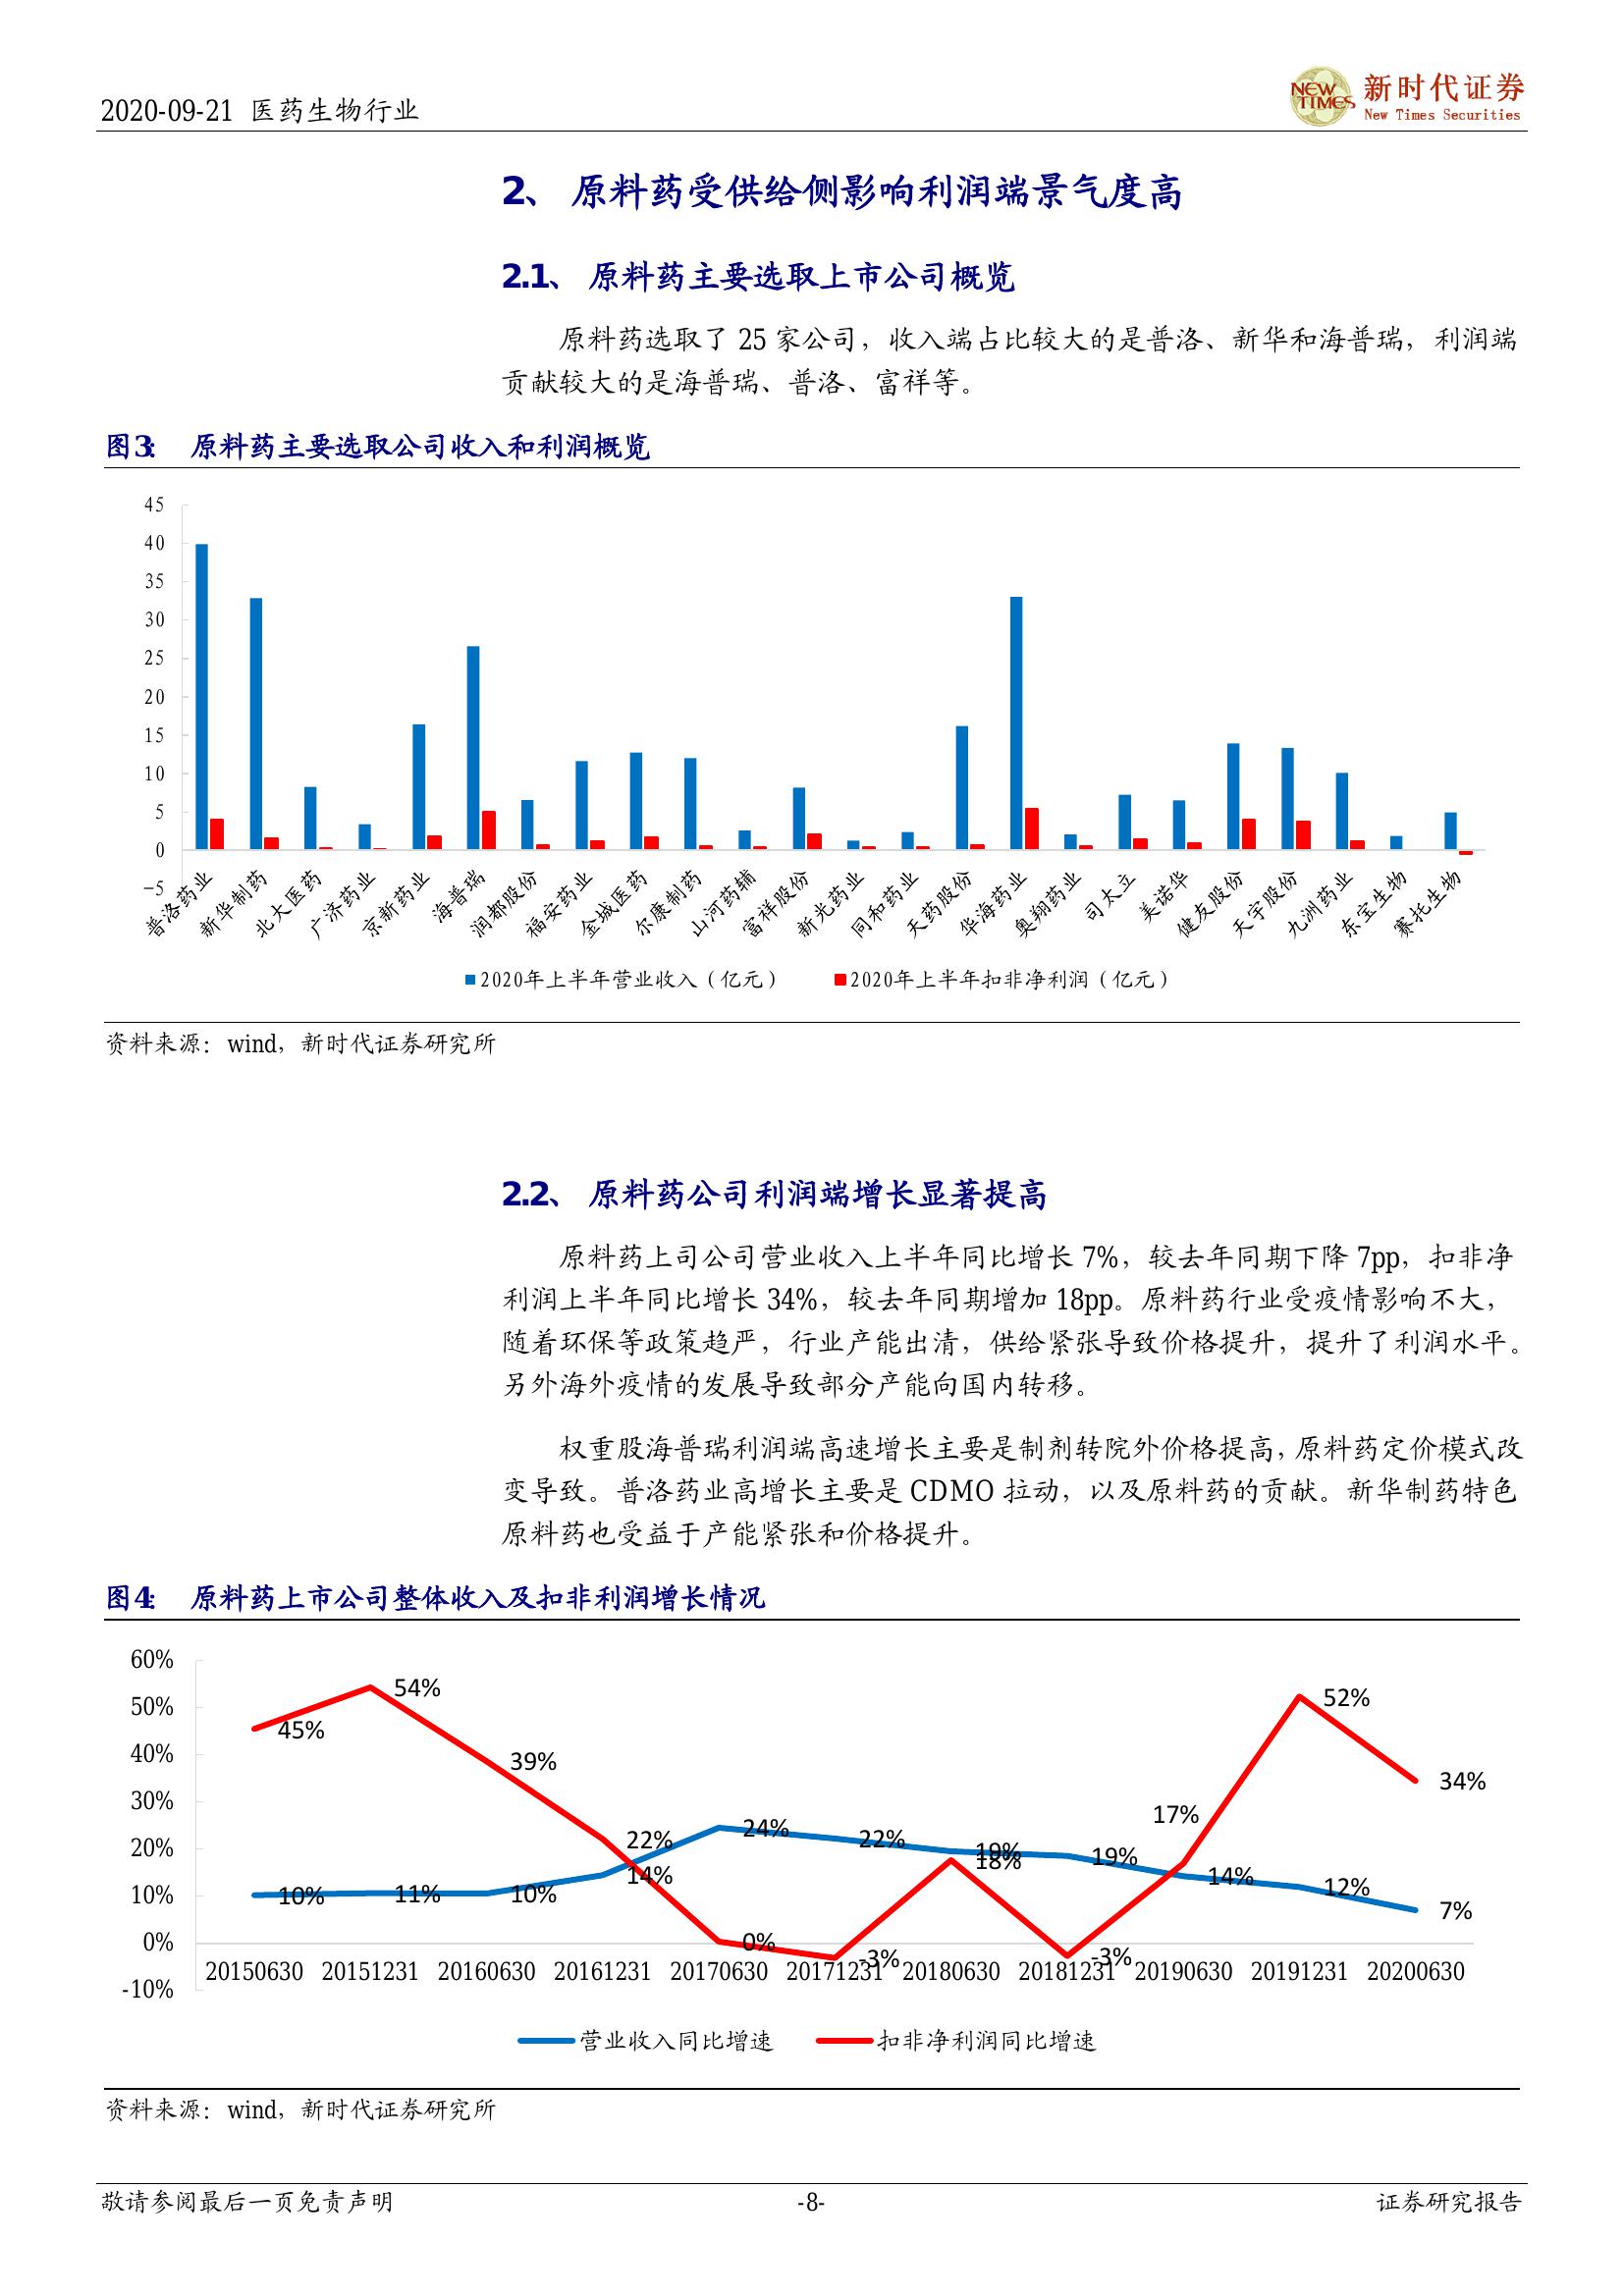 2020-09-21 医药生物行业
NEW TIMES 新时代证券
New Times Securities
2、 原料药受供给侧影响利润端景气度高
2.1、 原料药主要选取上市公司概览
原料药选取了 25 家公司，收入端占比较大的是普洛、新华和海普瑞，利润端
贡献较大的是海普瑞、普洛、富祥等。
图3： 原料药主要选取公司收入和利润概览
45
40
35
30
25
20
15
10
5
0
-5
普洛药业 新华制药 北大医药 广济药业 京新药业 海普瑞 润都股份 福安药业 金城医药 尔康制药 山河药辅 富祥股份 新光药业 同和药业 天药股份 华海药业 奥翔药业 司太立 美诺华 健友股份 天宇股份 九洲药业 东宝生物 赛托生物
2020年上半年营业收入（亿元） 2020年上半年扣非净利润（亿元）
资料来源：wind，新时代证券研究所
2.2、 原料药公司利润端增长显著提高
原料药上司公司营业收入上半年同比增长 7%，较去年同期下降 7pp，扣非净
利润上半年同比增长 34%，较去年同期增加 18pp。原料药行业受疫情影响不大，
随着环保等政策趋严，行业产能出清，供给紧张导致价格提升，提升了利润水平。
另外海外疫情的发展导致部分产能向国内转移。
权重股海普瑞利润端高速增长主要是制剂转院外价格提高，原料药定价模式改
变导致。普洛药业高增长主要是 CDMO 拉动，以及原料药的贡献。新华制药特色
原料药也受益于产能紧张和价格提升。
图4： 原料药上市公司整体收入及扣非利润增长情况
60%
50%
40%
30%
20%
10%
0%
-10%
45% 54% 39% 22% 0% -3% 18% -3% 17% 52% 34%
10% 11% 10% 14% 24% 22% 19% 19% 14% 12% 7%
20150630 20151231 20160630 20161231 20170630 20171231 20180630 20181231 20190630 20191231 20200630
营业收入同比增速 扣非净利润同比增速
资料来源：wind，新时代证券研究所
敬请参阅最后一页免责声明 -8- 证券研究报告